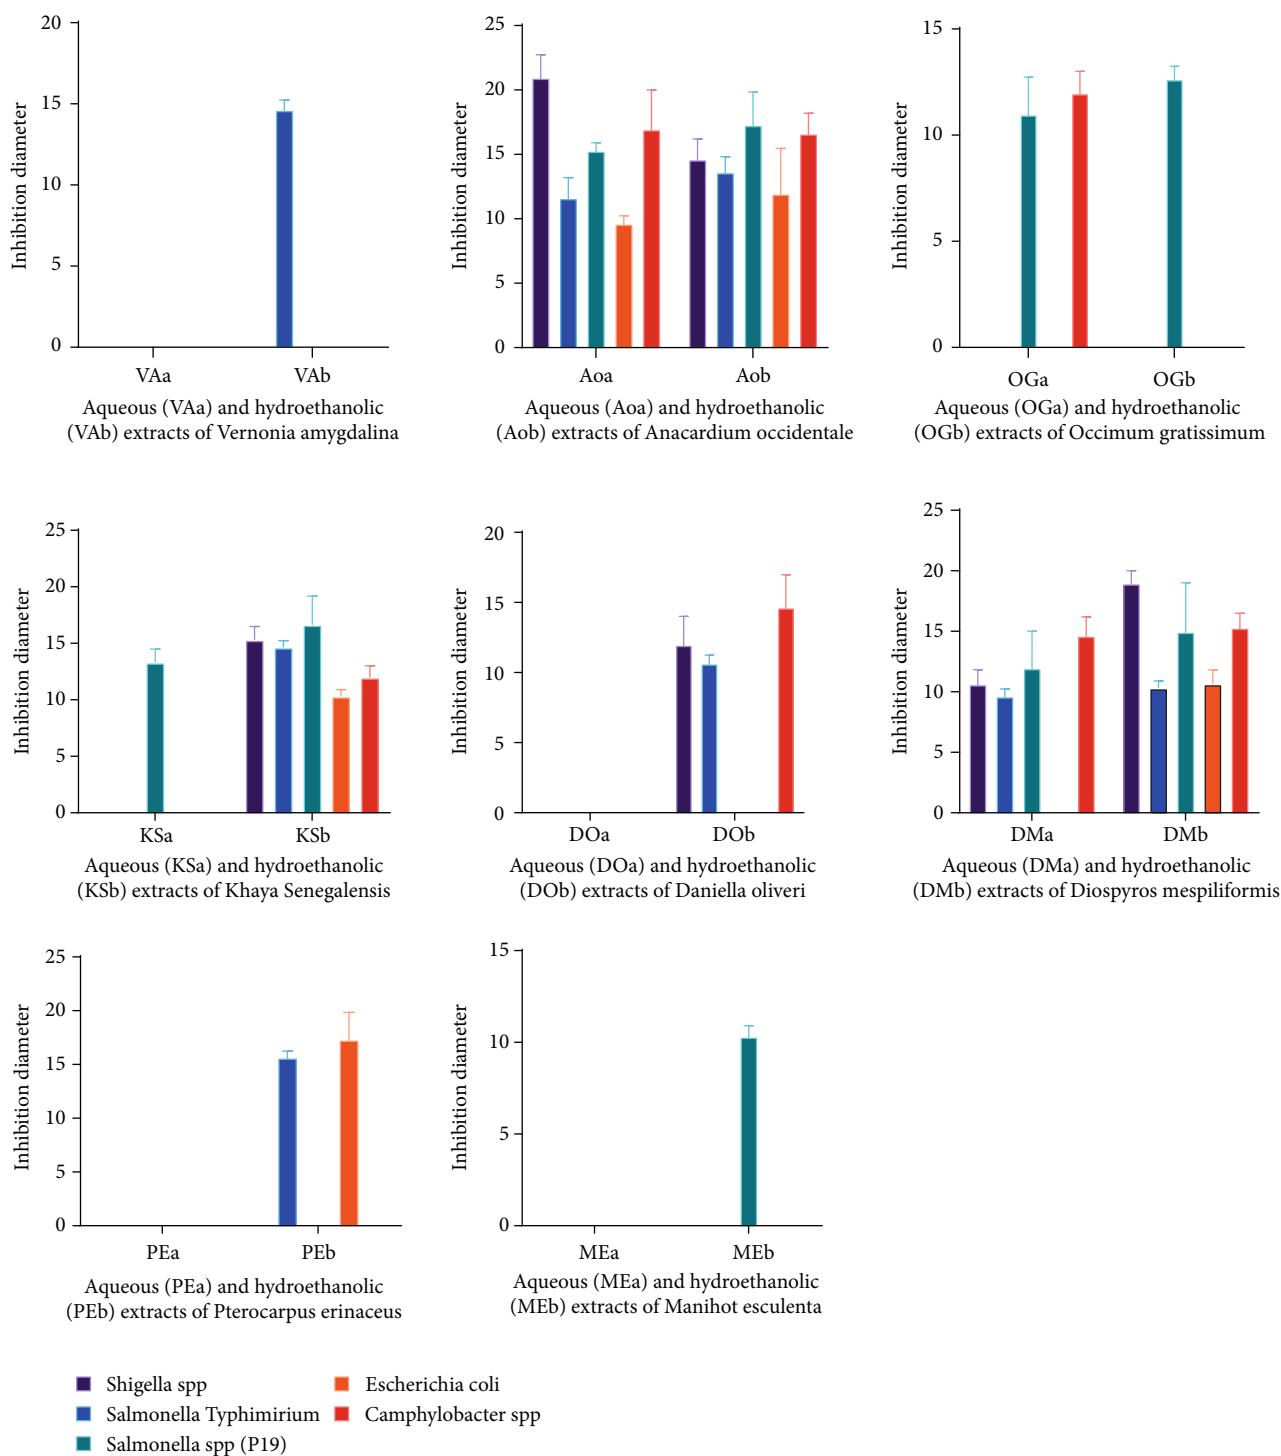 20
15
10
5
0
Inhibition diameter
VAa
VAb
Aqueous (VAa) and hydroethanolic
(VAb) extracts of Vernonia amygdalina
25
20
15
10
5
0
Inhibition diameter
Aoa
Aob
Aqueous (Aoa) and hydroethanolic
(Aob) extracts of Anacardium occidentale
15
10
5
0
Inhibition diameter
OGa
OGb
Aqueous (OGa) and hydroethanolic
(OGb) extracts of Occimum gratissimum
25
20
15
10
5
0
Inhibition diameter
KSa
KSb
Aqueous (KSa) and hydroethanolic
(KSb) extracts of Khaya Senegalensis
20
15
10
5
0
Inhibition diameter
DOa
DOb
Aqueous (DOa) and hydroethanolic
(DOb) extracts of Daniella oliveri
25
20
15
10
5
0
Inhibition diameter
DMa
DMb
Aqueous (DMa) and hydroethanolic
(DMb) extracts of Diospyros mespiliformis
25
20
15
10
5
0
Inhibition diameter
PEa
PEb
Aqueous (PEa) and hydroethanolic
(PEb) extracts of Pterocarpus erinaceus
15
10
5
0
Inhibition diameter
MEa
MEb
Aqueous (MEa) and hydroethanolic
(MEb) extracts of Manihot esculenta
Shigella spp
Salmonella Typhimirium
Salmonella spp (P19)
Escherichia coli
Camphylobacter spp